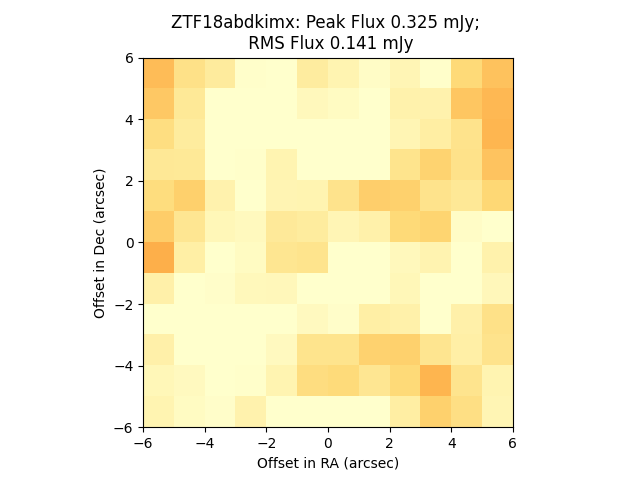 ZTF18abdkimx: Peak Flux 0.325 mJy;
RMS Flux 0.141 mJy
6
4
2
0
−2
−4
−6
Offset in Dec (arcsec)
−6 −4 −2 0 2 4 6
Offset in RA (arcsec)